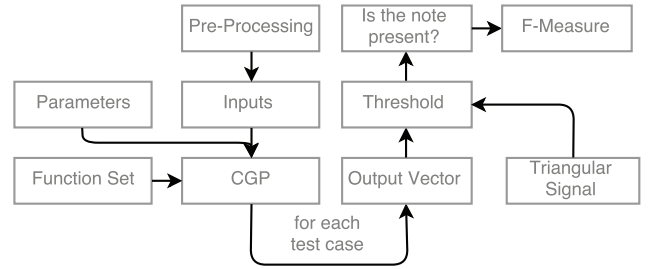 Pre-Processing
Is the note
present?
F-Measure
Parameters
Inputs
Threshold
Function Set
CGP
Output Vector
Triangular
Signal
for each
test case